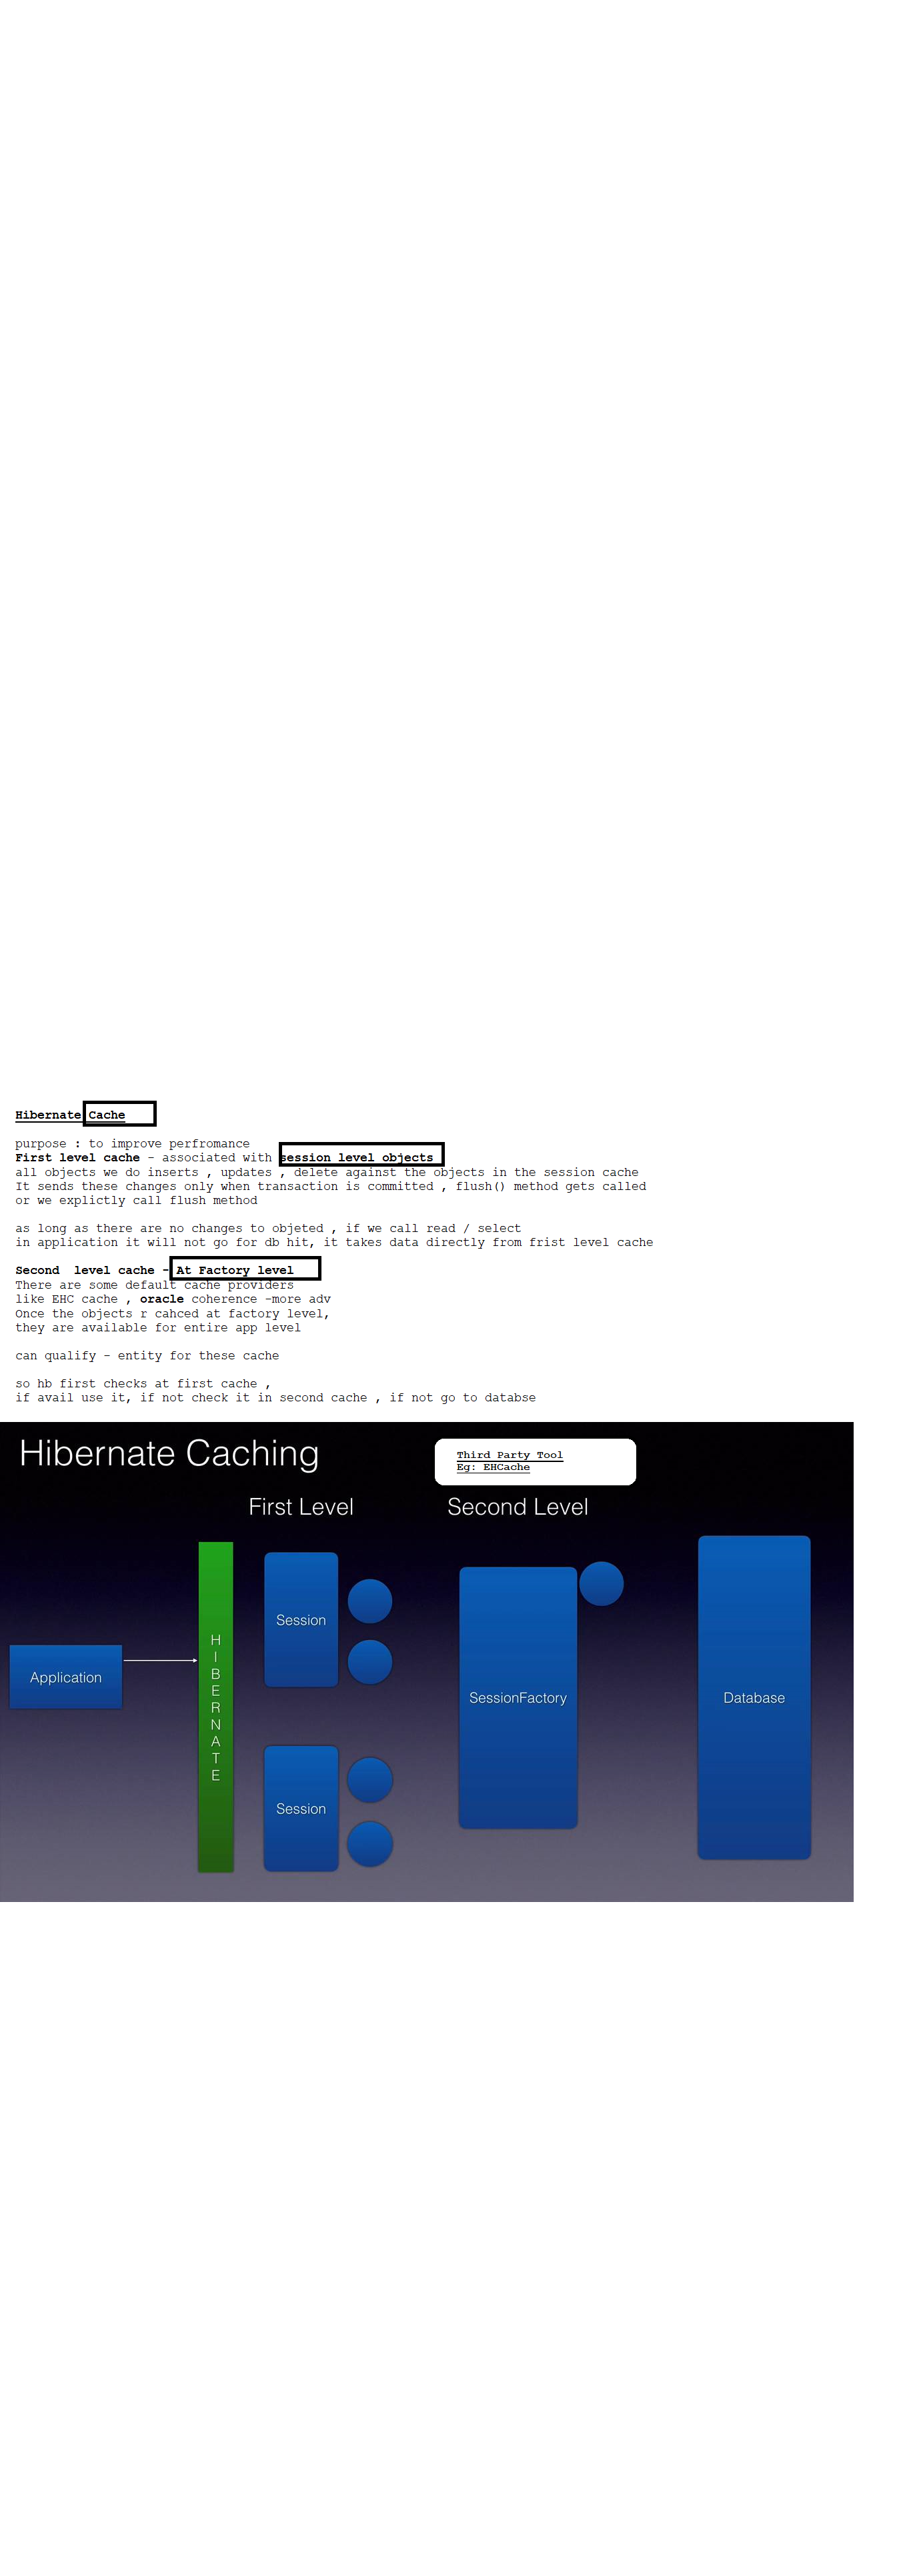 Hibernate Cache
purpose : to improve perfromance
First level cache - associated with session level objects
all objects we do inserts , updates , delete against the objects in the session cache
It sends these changes only when transaction is committed , flush() method gets called
or we explictly call flush method
as long as there are no changes to objeted , if we call read / select
in application it will not go for db hit, it takes data directly from frist level cache
Second  level cache - At Factory level
There are some default cache providers
like EHC cache , oracle coherence -more adv
Once the objects r cahced at factory level,
they are available for entire app level
can qualify - entity for these cache
so hb first checks at first cache ,
if avail use it, if not check it in second cache , if not go to databse
Hibernate Caching
Third Party Tool
Eg: EHCache
First Level
Second Level
Application
H
I
B
E
R
N
A
T
E
Session
Session
SessionFactory
Database